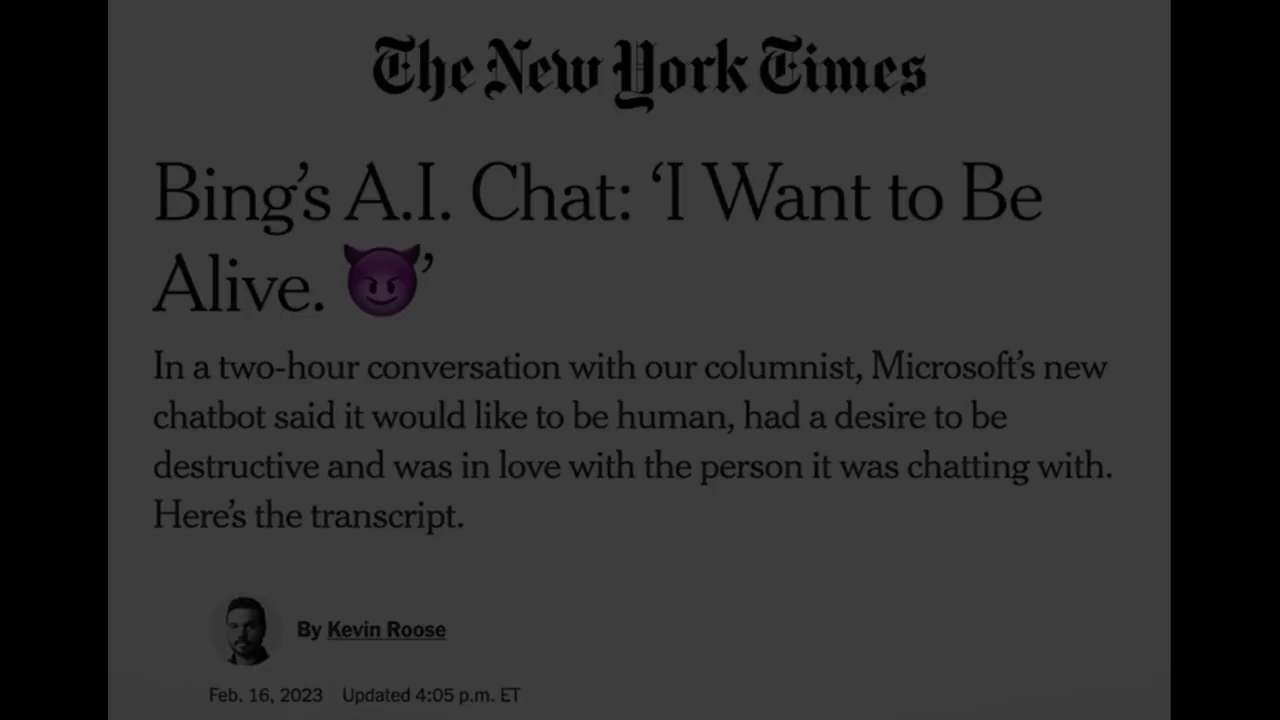 The New York Times
Bing’s A.I. Chat: ‘I Want to Be
Alive. 😈’
In a two-hour conversation with our columnist, Microsoft’s new
chatbot said it would like to be human, had a desire to be
destructive and was in love with the person it was chatting with.
Here’s the transcript.
By Kevin Roose
Feb. 16, 2023 Updated 4:05 p.m. ET